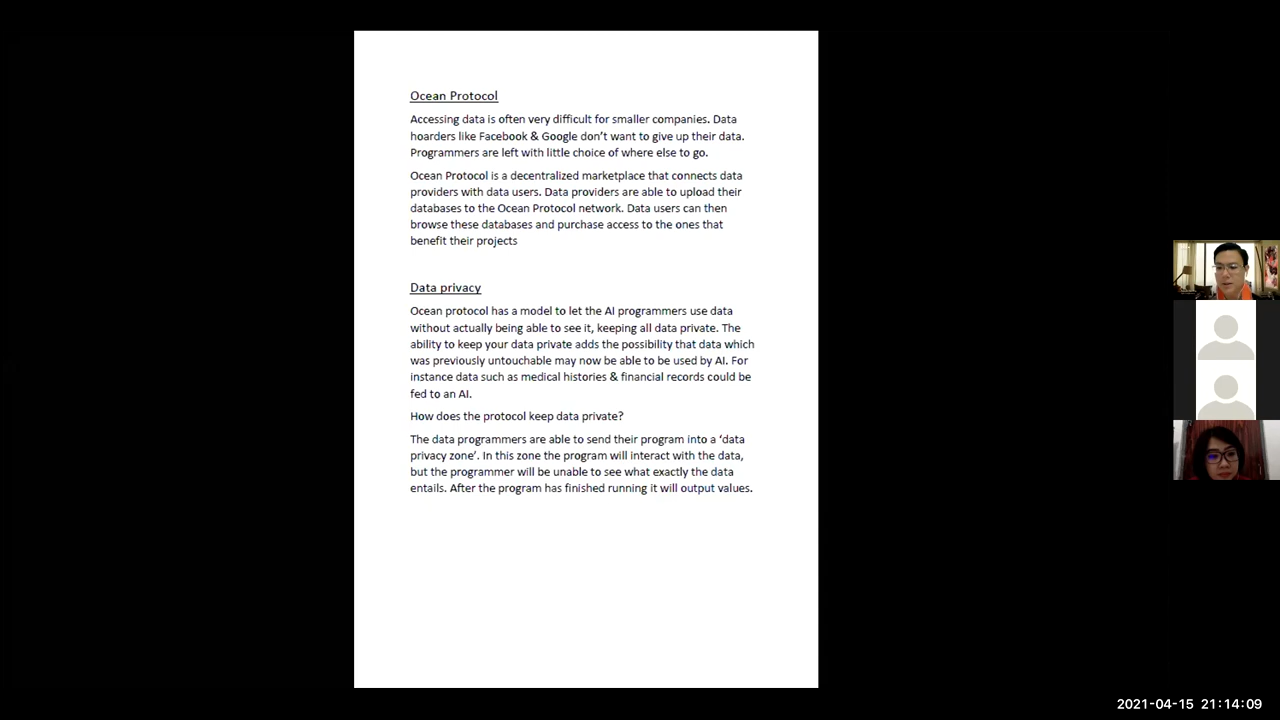 Ocean Protocol
Accessing data is often very difficult for smaller companies. Data
hoarders like Facebook & Google don't want to give up their data.
Programmers are left with little choice of where else to go.
Ocean Protocol is a decentralized marketplace that connects data
providers with data users. Data providers are able to upload their
databases to the Ocean Protocol network. Data users can then
browse these databases and purchase access to the ones that
benefit their projects
Data privacy
Ocean protocol has a model to let the AI programmers use data
without actually being able to see it, keeping all data private. The
ability to keep your data private adds the possibility that data which
was previously untouchable may now be able to be used by AI. For
instance data such as medical histories & financial records could be
fed to an AI.
How does the protocol keep data private?
The data programmers are able to send their program into a ‘data
privacy zone’. In this zone the program will interact with the data,
but the programmer will be unable to see what exactly the data
entails. After the program has finished running it will output values.
2021-04-15 21:14:09